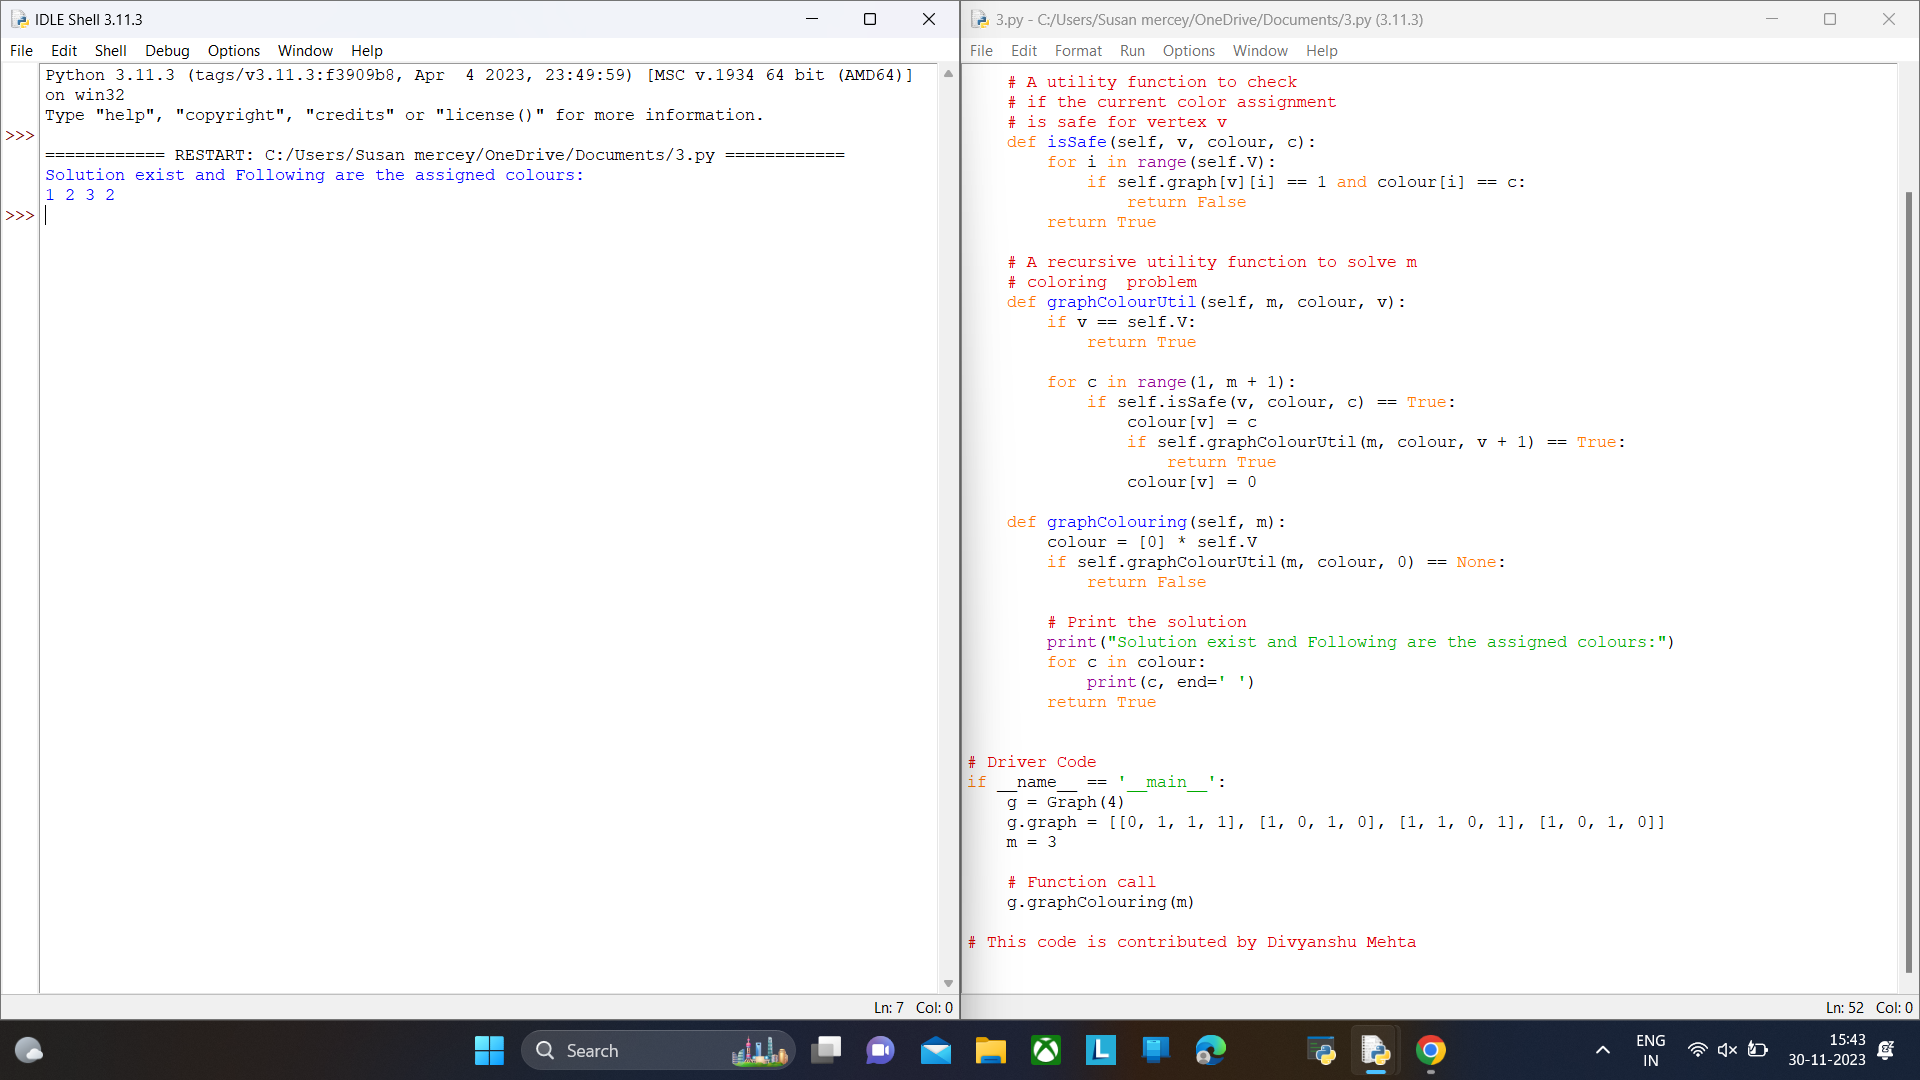 IDLE Shell 3.11.3
File Edit Shell Debug Options Window Help
Python 3.11.3 (tags/v3.11.3:f3909b8, Apr  4 2023, 23:49:59) [MSC v.1934 64 bit (AMD64)]
on win32
Type "help", "copyright", "credits" or "license()" for more information.
>>>
============ RESTART: C:/Users/Susan mercey/OneDrive/Documents/3.py ============
Solution exist and Following are the assigned colours:
1 2 3 2
>>>
Ln: 7 Col: 0
3.py - C:/Users/Susan mercey/OneDrive/Documents/3.py (3.11.3)
File Edit Format Run Options Window Help
    # A utility function to check
    # if the current color assignment
    # is safe for vertex v
    def isSafe(self, v, colour, c):
        for i in range(self.V):
            if self.graph[v][i] == 1 and colour[i] == c:
                return False
        return True
    # A recursive utility function to solve m
    # coloring  problem
    def graphColourUtil(self, m, colour, v):
        if v == self.V:
            return True
        for c in range(1, m + 1):
            if self.isSafe(v, colour, c) == True:
                colour[v] = c
                if self.graphColourUtil(m, colour, v + 1) == True:
                    return True
                colour[v] = 0
    def graphColouring(self, m):
        colour = [0] * self.V
        if self.graphColourUtil(m, colour, 0) == None:
            return False
        # Print the solution
        print("Solution exist and Following are the assigned colours:")
        for c in colour:
            print(c, end=' ')
        return True
# Driver Code
if __name__ == '__main__':
    g = Graph(4)
    g.graph = [[0, 1, 1, 1], [1, 0, 1, 0], [1, 1, 0, 1], [1, 0, 1, 0]]
    m = 3
    # Function call
    g.graphColouring(m)
# This code is contributed by Divyanshu Mehta
Ln: 52 Col: 0
Search
L
ENG
IN
15:43
30-11-2023